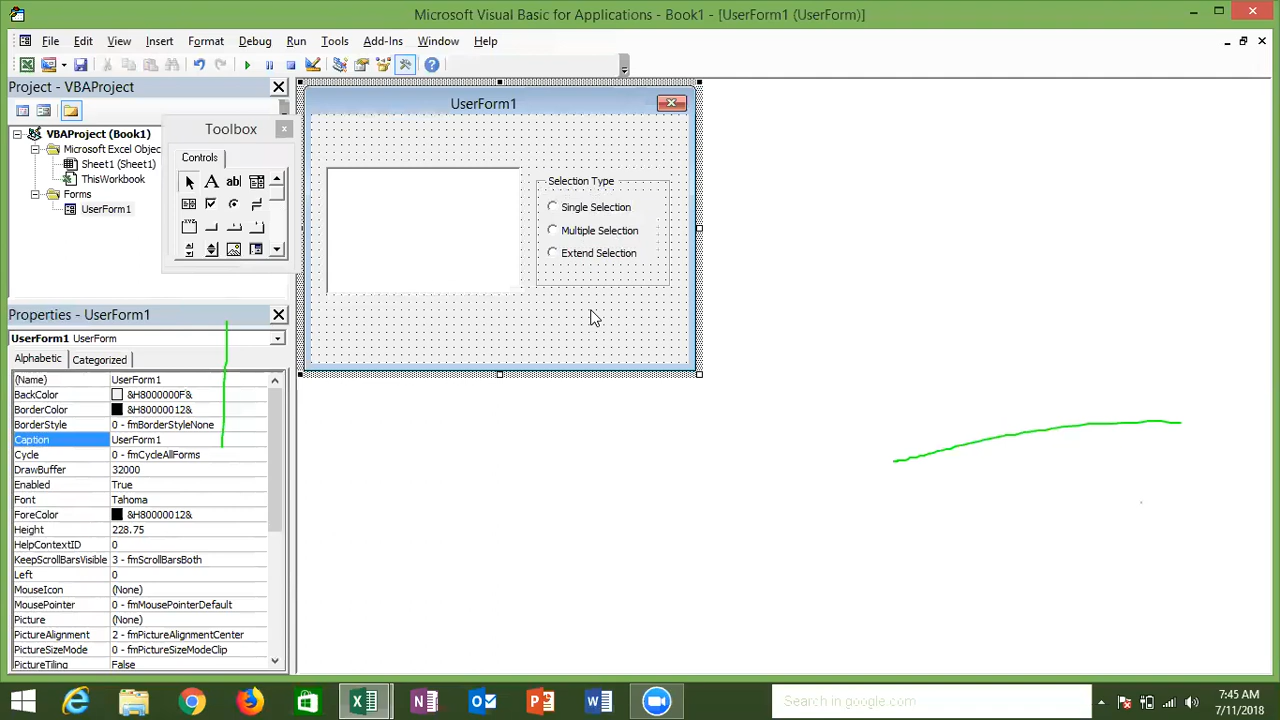 Microsoft Visual Basic for Applications - Book1 - [UserForm1 (UserForm)]
File Edit View Insert Format Debug Run Tools Add-Ins Window Help
Project - VBAProject
VBAProject (Book1)
Microsoft Excel Objec
Sheet1 (Sheet1)
ThisWorkbook
Forms
UserForm1
Toolbox
Controls
A ab|
UserForm1
Selection Type
Single Selection
Multiple Selection
Extend Selection
Properties - UserForm1
UserForm1 UserForm
Alphabetic Categorized
(Name) UserForm1
BackColor &H8000000F&
BorderColor &H80000012&
BorderStyle 0 - fmBorderStyleNone
Caption UserForm1
Cycle 0 - fmCycleAllForms
DrawBuffer 32000
Enabled True
Font Tahoma
ForeColor &H80000012&
Height 228.75
HelpContextID 0
KeepScrollBarsVisible 3 - fmScrollBarsBoth
Left 0
MouseIcon (None)
MousePointer 0 - fmMousePointerDefault
Picture (None)
PictureAlignment 2 - fmPictureAlignmentCenter
PictureSizeMode 0 - fmPictureSizeModeClip
PictureTiling False
Search in google.com
7:45 AM
7/11/2018